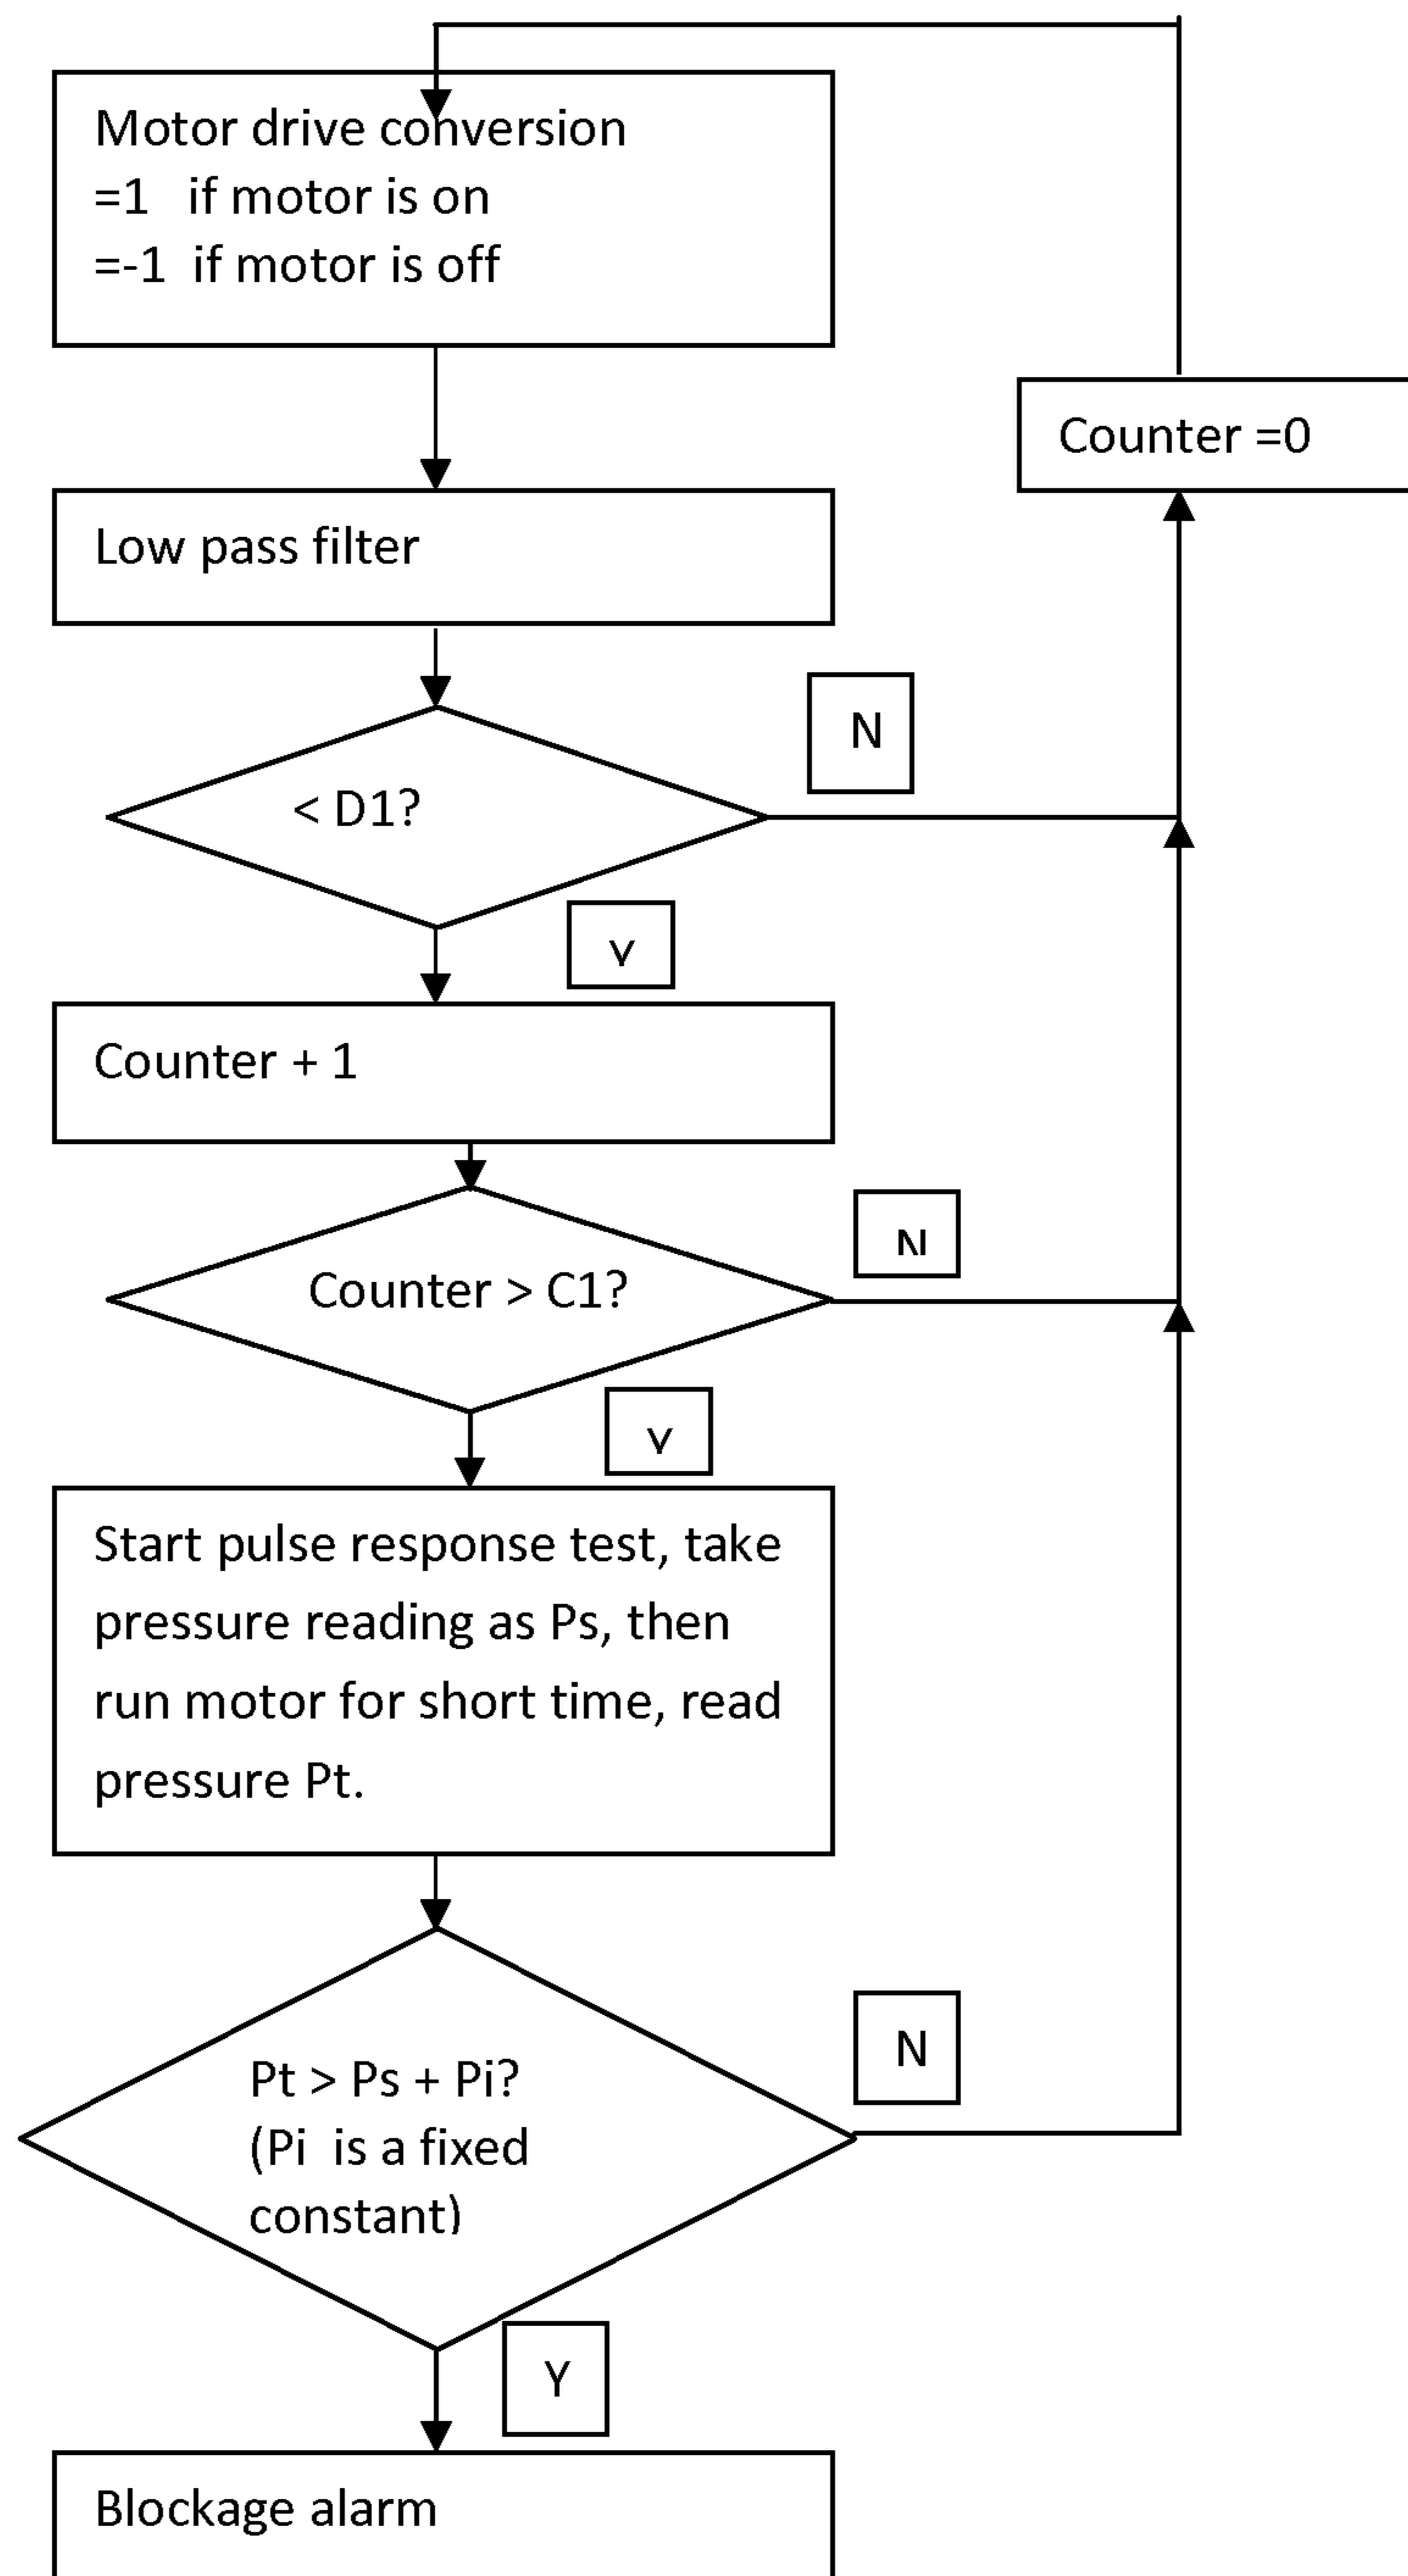 Motor drive conversion
=1 if motor is on
=-1 if motor is off
Counter =0
Low pass filter
N
< D1?
Y
Counter + 1
N
Counter > C1?
Y
Start pulse response test, take
pressure reading as Ps, then
run motor for short time, read
pressure Pt.
N
Pt > Ps + Pi?
(Pi is a fixed
constant)
Y
Blockage alarm